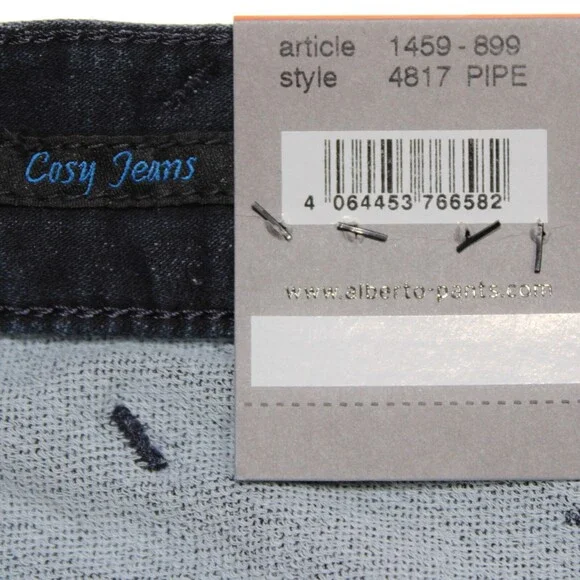 article 1459 - 899
style 4817 PIPE
Cosy Jeans
4 064453 766582
www.alberto-pants.com